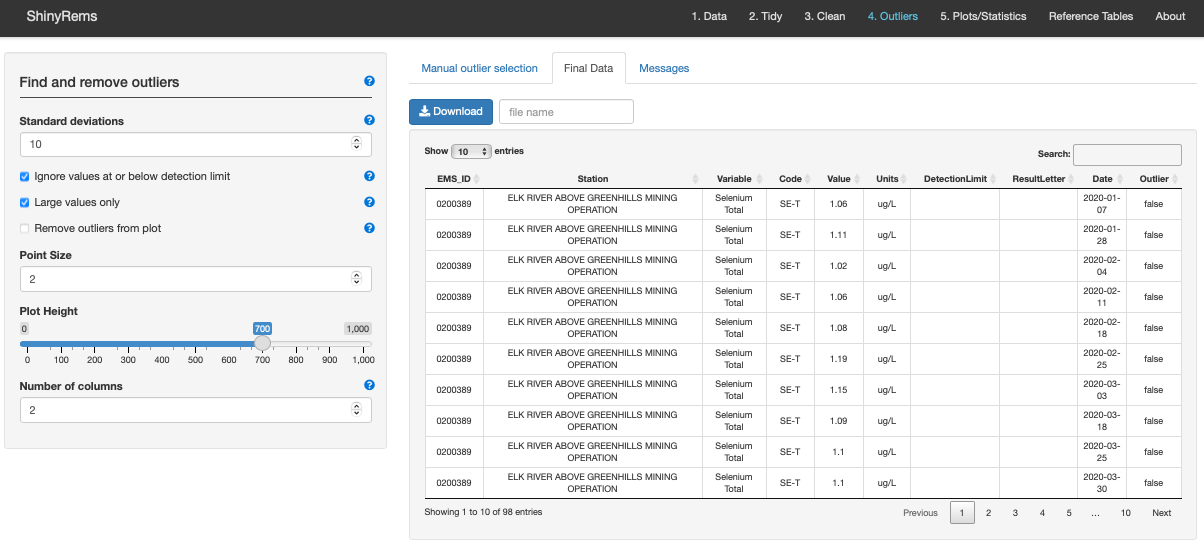 ShinyRems 1. Data 2. Tidy 3. Clean 4. Outliers 5. Plots/Statistics Reference Tables About
Find and remove outliers ?
Standard deviations ?
10
Ignore values at or below detection limit ?
Large values only ?
Remove outliers from plot ?
Point Size
2
Plot Height
0 700 1,000
0 100 200 300 400 500 600 700 800 900 1,000
Number of columns ?
2
Manual outlier selection Final Data Messages
Download file name
Show 10 entries
Search:
EMS_ID Station Variable Code Value Units DetectionLimit ResultLetter Date Outlier
0200389 ELK RIVER ABOVE GREENHILLS MINING OPERATION Selenium Total SE-T 1.06 ug/L 2020-01-07 false
0200389 ELK RIVER ABOVE GREENHILLS MINING OPERATION Selenium Total SE-T 1.11 ug/L 2020-01-28 false
0200389 ELK RIVER ABOVE GREENHILLS MINING OPERATION Selenium Total SE-T 1.02 ug/L 2020-02-04 false
0200389 ELK RIVER ABOVE GREENHILLS MINING OPERATION Selenium Total SE-T 1.06 ug/L 2020-02-11 false
0200389 ELK RIVER ABOVE GREENHILLS MINING OPERATION Selenium Total SE-T 1.08 ug/L 2020-02-18 false
0200389 ELK RIVER ABOVE GREENHILLS MINING OPERATION Selenium Total SE-T 1.19 ug/L 2020-02-25 false
0200389 ELK RIVER ABOVE GREENHILLS MINING OPERATION Selenium Total SE-T 1.15 ug/L 2020-03-03 false
0200389 ELK RIVER ABOVE GREENHILLS MINING OPERATION Selenium Total SE-T 1.09 ug/L 2020-03-18 false
0200389 ELK RIVER ABOVE GREENHILLS MINING OPERATION Selenium Total SE-T 1.1 ug/L 2020-03-25 false
0200389 ELK RIVER ABOVE GREENHILLS MINING OPERATION Selenium Total SE-T 1.1 ug/L 2020-03-30 false
Showing 1 to 10 of 98 entries
Previous 1 2 3 4 5 ... 10 Next